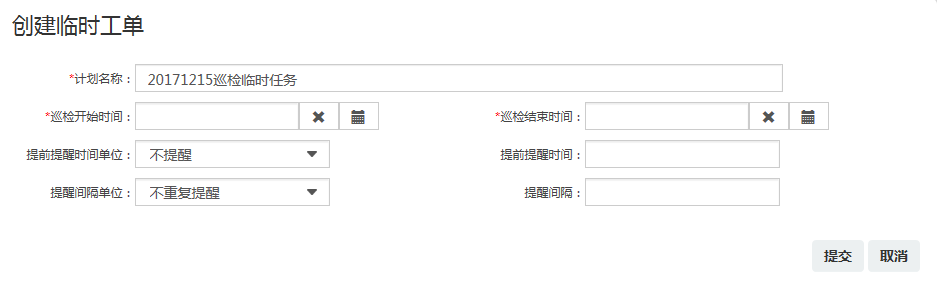 创建临时工单
*计划名称： 20171215巡检临时任务
*巡检开始时间： *巡检结束时间：
提前提醒时间单位： 不提醒 提前提醒时间：
提醒间隔单位： 不重复提醒 提醒间隔：
提交 取消